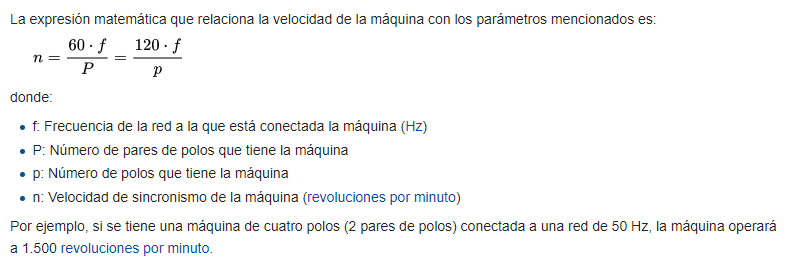 La expresión matemática que relaciona la velocidad de la máquina con los parámetros mencionados es:
n = 60 · f / P = 120 · f / p
donde:
• f: Frecuencia de la red a la que está conectada la máquina (Hz)
• P: Número de pares de polos que tiene la máquina
• p: Número de polos que tiene la máquina
• n: Velocidad de sincronismo de la máquina (revoluciones por minuto)
Por ejemplo, si se tiene una máquina de cuatro polos (2 pares de polos) conectada a una red de 50 Hz, la máquina operará
a 1.500 revoluciones por minuto.